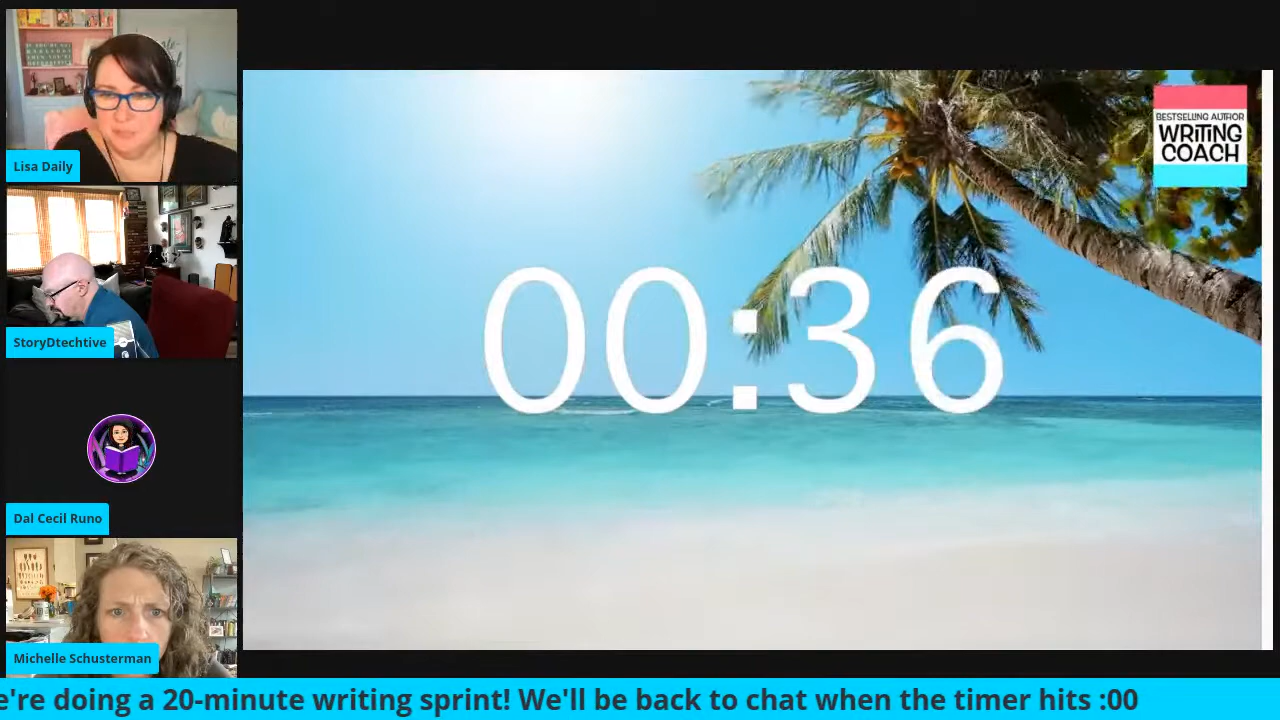 Lisa Daily
StoryDtechtive
Dal Cecil Runo
Michelle Schusterman
00:36
BESTSELLING AUTHOR
WRITING
COACH
e're doing a 20-minute writing sprint! We'll be back to chat when the timer hits :00